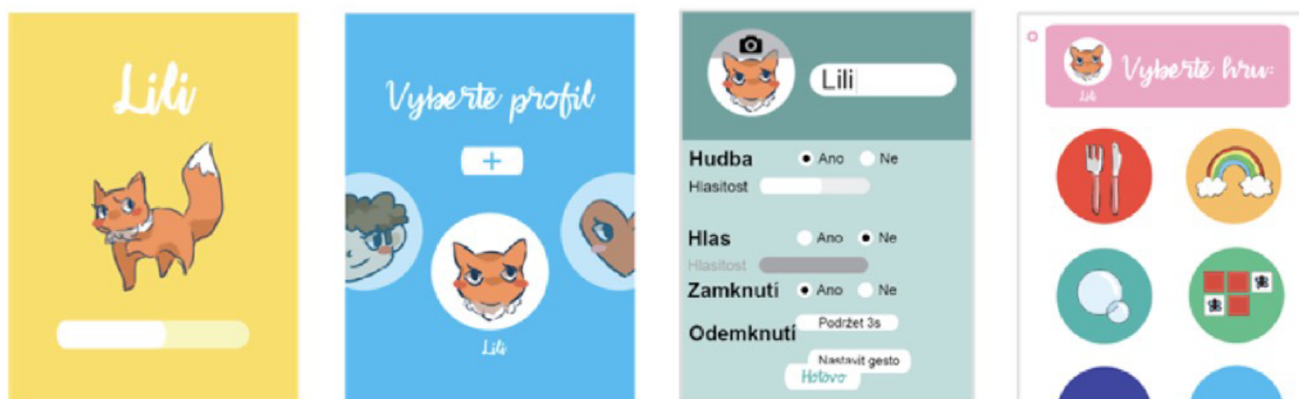 Lili
Vyberte profil
+
Lili
Lili
Hudba Ano Ne
Hlasitost
Hlas Ano Ne
Hlasitost
Zamknutí Ano Ne
Odemknutí Podržet 3s
Nastavit gesto
Hotovo
Vyberte hru:
Lili